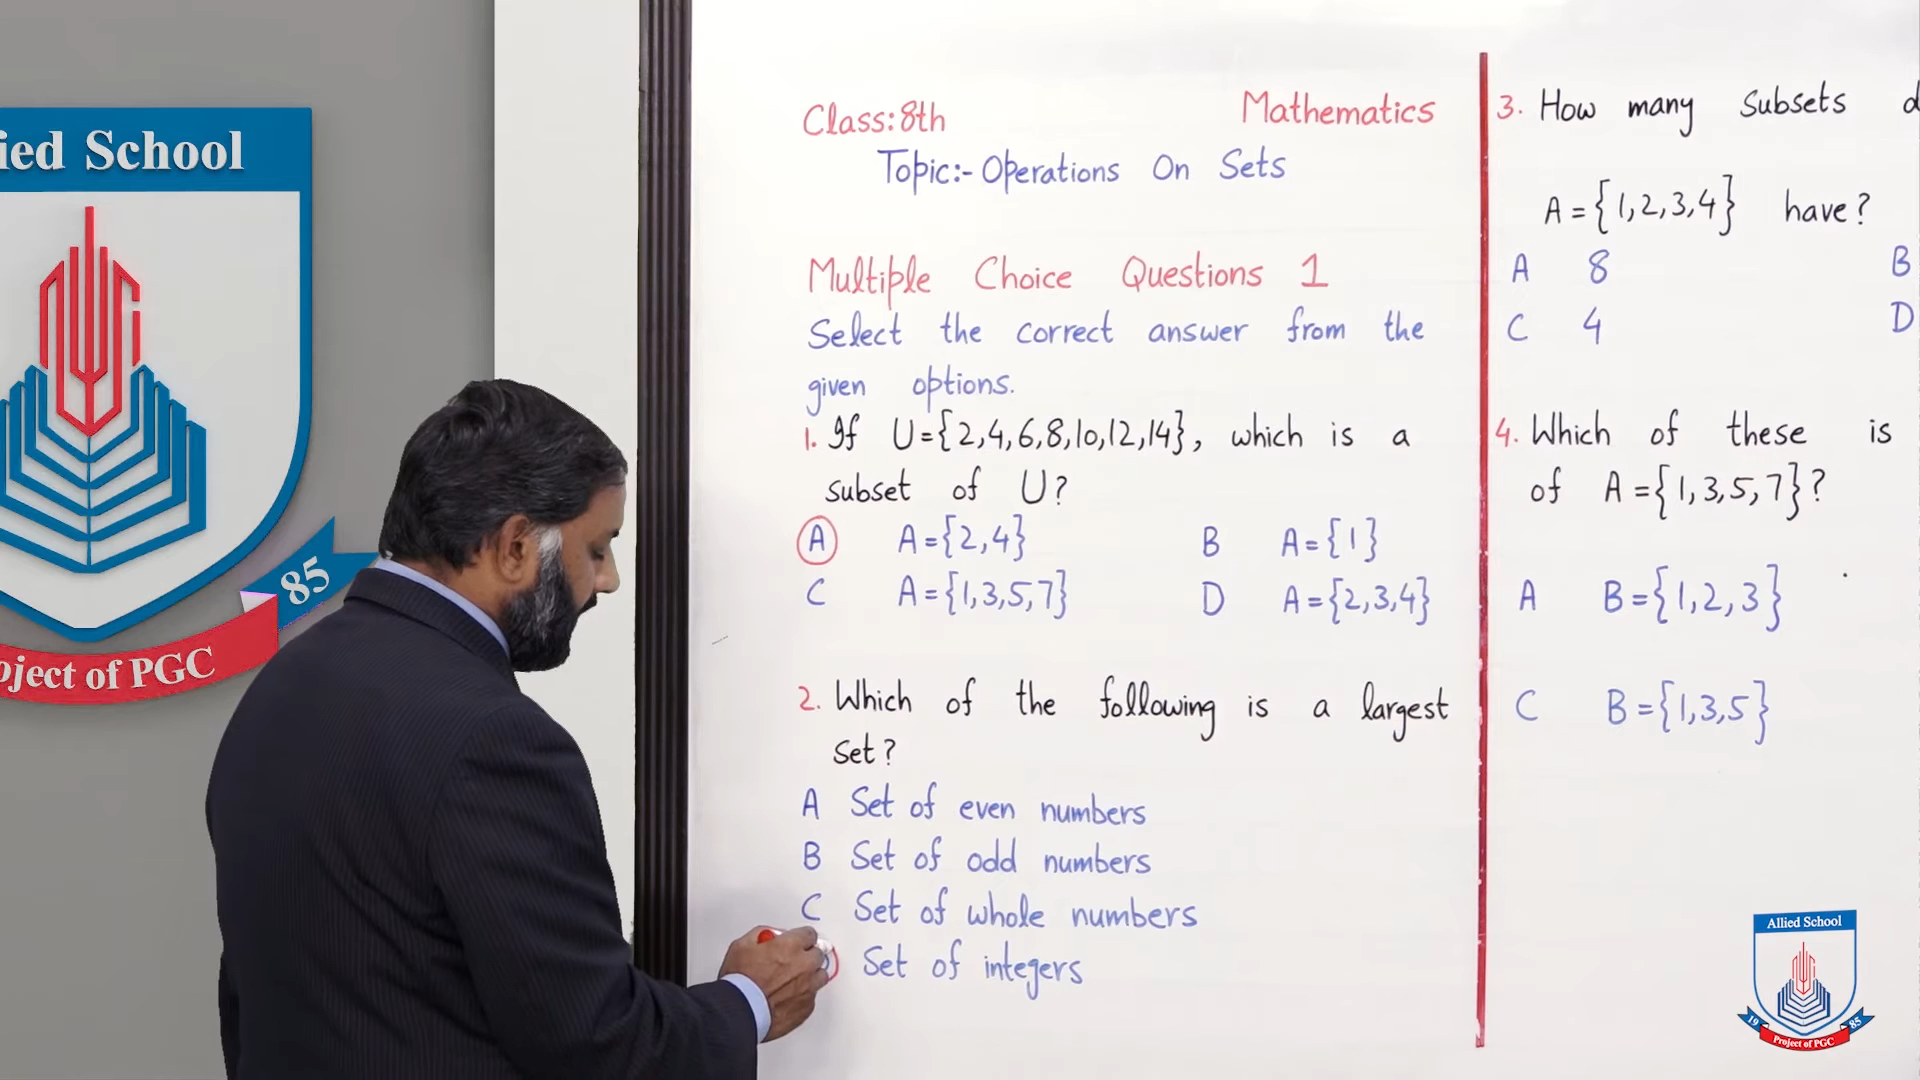 ied School
85
oject of PGC
Class:8th Mathematics
Topic:- Operations On Sets
Multiple Choice Questions 1
Select the correct answer from the
given options.
1. If U={2,4,6,8,10,12,14}, which is a
subset of U?
A A={2,4} B A={1}
C A={1,3,5,7} D A={2,3,4}
2. Which of the following is a largest
set?
A Set of even numbers
B Set of odd numbers
C Set of whole numbers
Set of integers
3. How many Subsets d
A={1,2,3,4} have?
A 8 B
C 4 D
4. Which of these is
of A={1,3,5,7}?
A B={1,2,3}
C B={1,3,5}
Allied School
19 85
Project of PGC